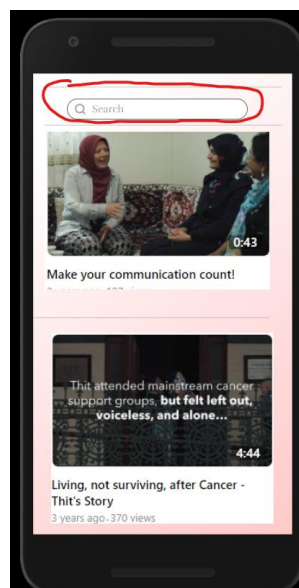 Search
0:43
Make your communication count!
Thit attended mainstream cancer
support groups, but felt left out,
voiceless, and alone...
4:44
Living, not surviving, after Cancer -
Thit's Story
3 years ago · 370 views